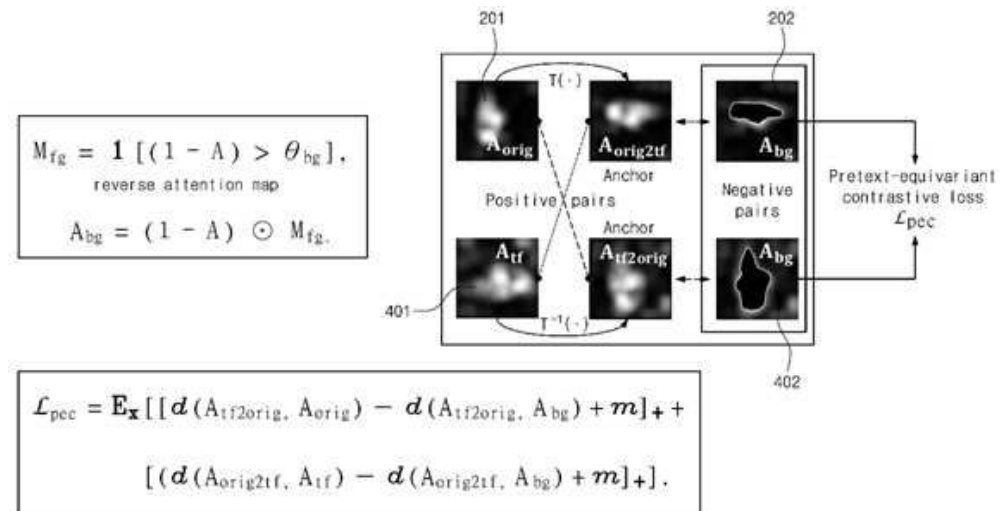 201
202
T(·)
A_orig
A_orig2tf
A_bg
M_fg = 1 [(1 - A) > θ_bg],
reverse attention map
A_bg = (1 - A) ⊙ M_fg.
Anchor
Positive pairs
Negative
pairs
Anchor
Pretext-equivariant
contrastive loss
ℒ_pec
A_tf
A_tf2orig
A_bg
401
T⁻¹(·)
402
ℒ_pec = E_x [[d(A_tf2orig, A_orig) − d(A_tf2orig, A_bg) + m]₊ +
[(d(A_orig2tf, A_tf) − d(A_orig2tf, A_bg) + m]₊].